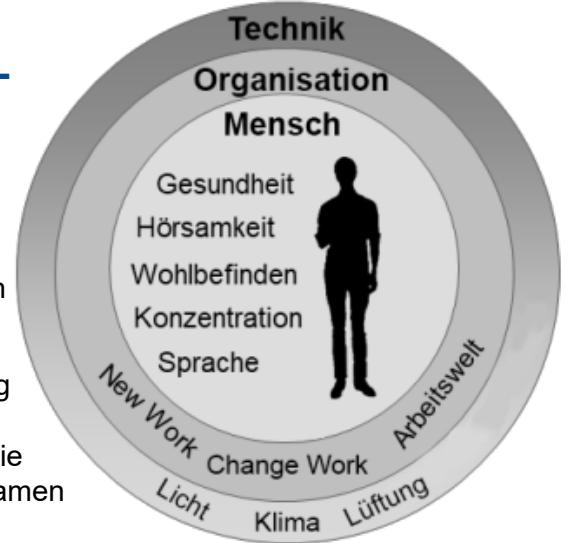 Technik
Organisation
Mensch
Gesundheit
Hörsamkeit
Wohlbefinden
Konzentration
Sprache
New Work
Change Work
Arbeitswelt
Licht
Klima
Lüftung